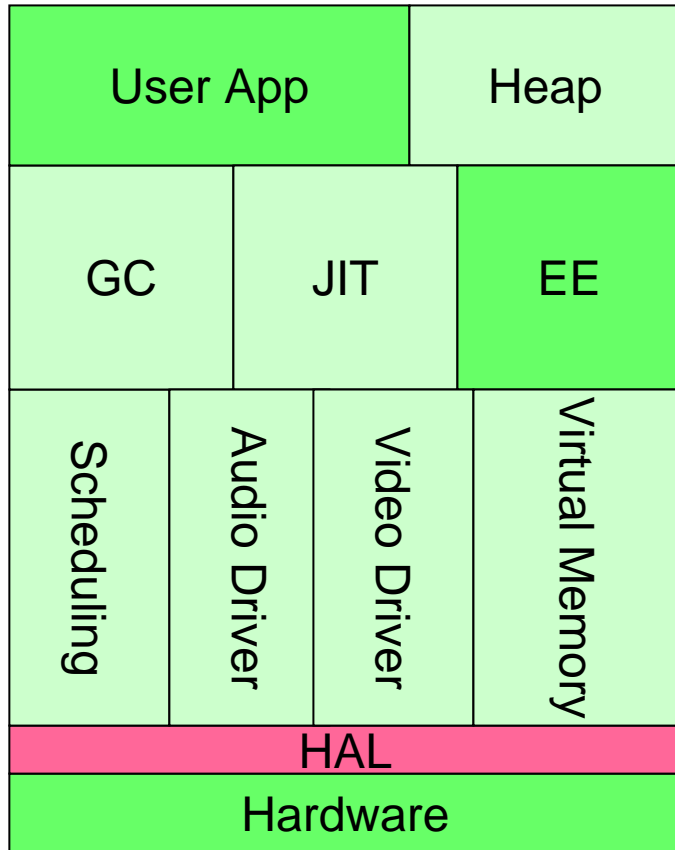 User App
Heap
GC
JIT
EE
Scheduling
Audio Driver
Video Driver
Virtual Memory
HAL
Hardware